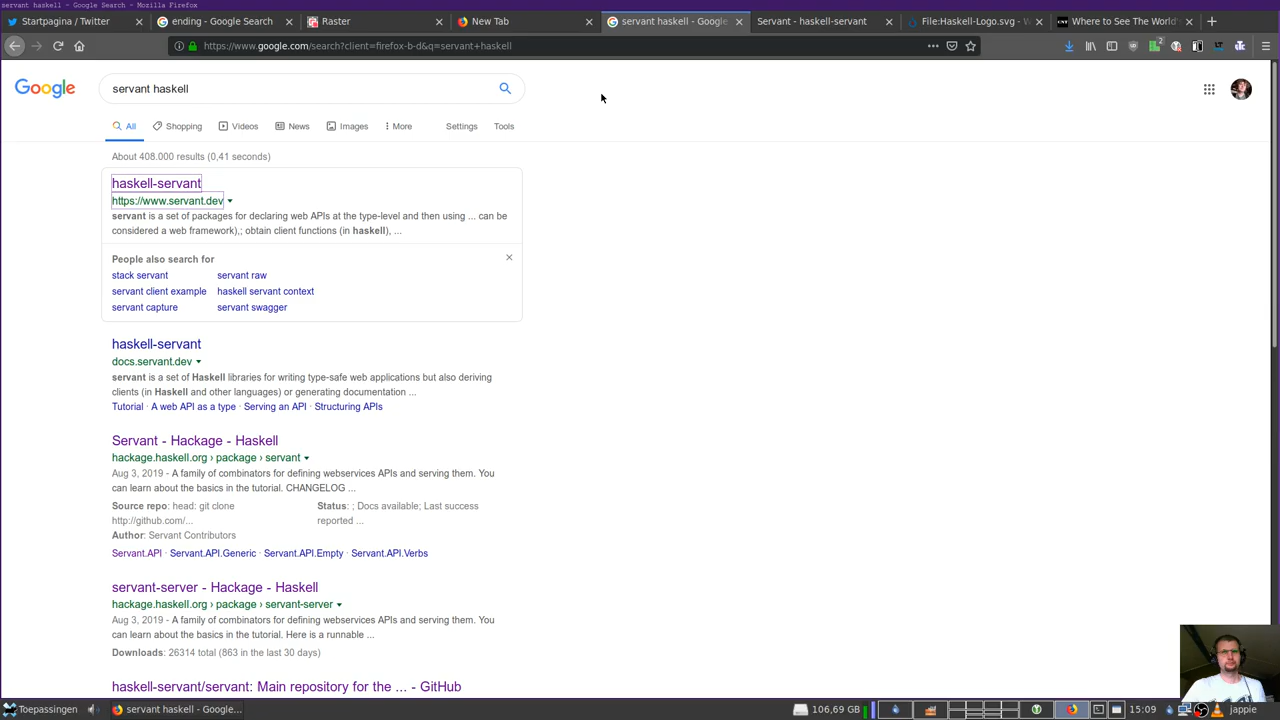 servant haskell - Google Search - Mozilla Firefox
Startpagina / Twitter
ending - Google Search
Raster
New Tab
servant haskell - Google
Servant - haskell-servant
File:Haskell-Logo.svg - W
Where to See The World'
https://www.google.com/search?client=firefox-b-d&q=servant+haskell
Google
servant haskell
All
Shopping
Videos
News
Images
More
Settings
Tools
About 408.000 results (0,41 seconds)
haskell-servant
https://www.servant.dev
servant is a set of packages for declaring web APIs at the type-level and then using ... can be
considered a web framework),; obtain client functions (in haskell), ...
People also search for
stack servant
servant raw
servant client example
haskell servant context
servant capture
servant swagger
haskell-servant
docs.servant.dev
servant is a set of Haskell libraries for writing type-safe web applications but also deriving
clients (in Haskell and other languages) or generating documentation ...
Tutorial · A web API as a type · Serving an API · Structuring APIs
Servant - Hackage - Haskell
hackage.haskell.org › package › servant
Aug 3, 2019 - A family of combinators for defining webservices APIs and serving them. You
can learn about the basics in the tutorial. CHANGELOG ...
Source repo: head: git clone
http://github.com/...
Status: ; Docs available; Last success
reported ...
Author: Servant Contributors
Servant.API · Servant.API.Generic · Servant.API.Empty · Servant.API.Verbs
servant-server - Hackage - Haskell
hackage.haskell.org › package › servant-server
Aug 3, 2019 - A family of combinators for defining webservices APIs and serving them. You
can learn about the basics in the tutorial. Here is a runnable ...
Downloads: 26314 total (863 in the last 30 days)
haskell-servant/servant: Main repository for the ... - GitHub
Toepassingen
servant haskell - Google...
106,69 GB
15:09
jappie